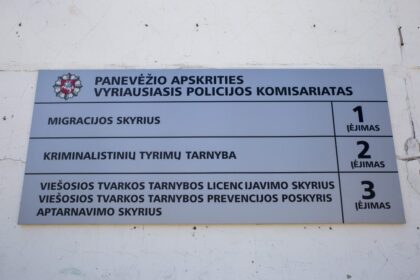 PANEVĖŽIO APSKRITIES
VYRIAUSIASIS POLICIJOS KOMISARIATAS
MIGRACIJOS SKYRIUS
1
ĮĖJIMAS
KRIMINALISTINIŲ TYRIMŲ TARNYBA
2
ĮĖJIMAS
VIEŠOSIOS TVARKOS TARNYBOS LICENCIJAVIMO SKYRIUS
VIEŠOSIOS TVARKOS TARNYBOS PREVENCIJOS POSKYRIS
APTARNAVIMO SKYRIUS
3
ĮĖJIMAS